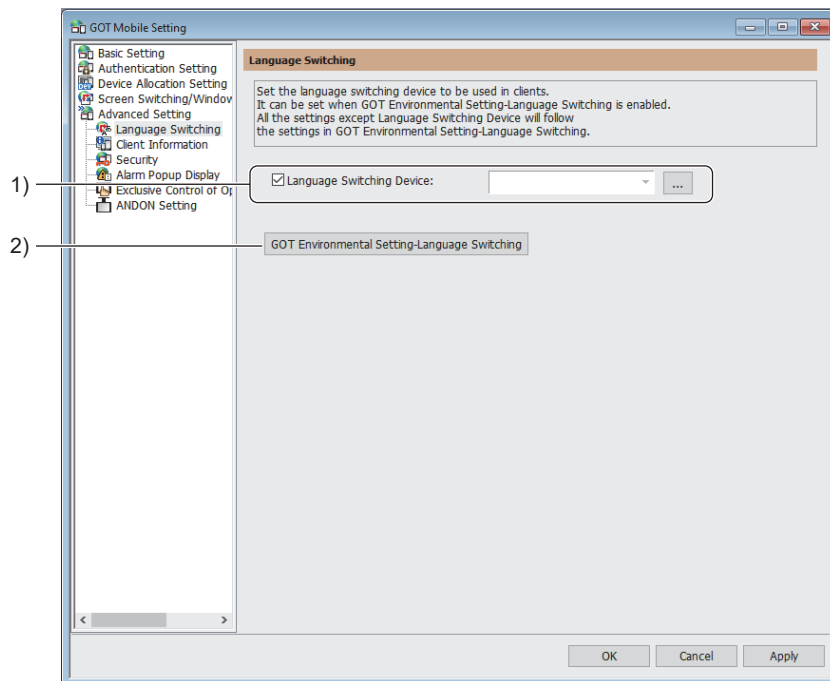 GOT Mobile Setting
Basic Setting
Authentication Setting
Device Allocation Setting
Screen Switching/Window
Advanced Setting
Language Switching
Client Information
Security
Alarm Popup Display
Exclusive Control of Op
ANDON Setting
Language Switching
Set the language switching device to be used in clients.
It can be set when GOT Environmental Setting-Language Switching is enabled.
All the settings except Language Switching Device will follow
the settings in GOT Environmental Setting-Language Switching.
1)
Language Switching Device:
...
2)
GOT Environmental Setting-Language Switching
OK Cancel Apply